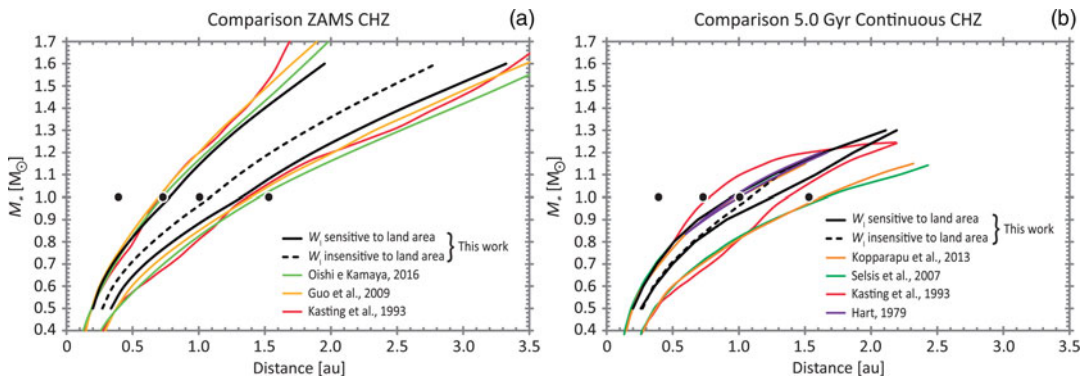 Comparison ZAMS CHZ (a)
1.7
1.6
1.5
1.4
1.3
1.2
1.1
1.0
0.9
0.8
0.7
0.6
0.5
0.4
M* [M⊙]
0 0.5 1.0 1.5 2.0 2.5 3.0 3.5
Distance [au]
Wi sensitive to land area
Wi insensitive to land area
This work
Oishi e Kamaya, 2016
Guo et al., 2009
Kasting et al., 1993
Comparison 5.0 Gyr Continuous CHZ (b)
1.7
1.6
1.5
1.4
1.3
1.2
1.1
1.0
0.9
0.8
0.7
0.6
0.5
0.4
M* [M⊙]
0 0.5 1.0 1.5 2.0 2.5 3.0 3.5
Distance [au]
Wi sensitive to land area
Wi insensitive to land area
This work
Kopparapu et al., 2013
Selsis et al., 2007
Kasting et al., 1993
Hart, 1979